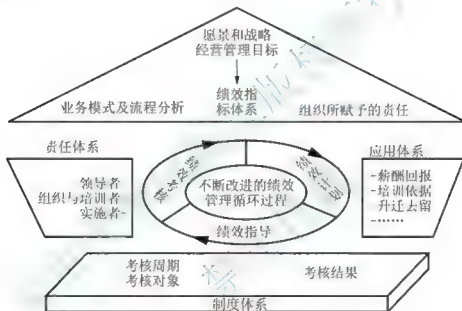 愿景和战略
经营管理目标
绩效指
标体系
业务模式及流程分析
组织所赋予的责任
责任体系
领导者
组织与培训者
实施者
绩效考核
不断改进的绩效
管理循环过程
绩效计划
绩效指导
应用体系
薪酬回报
培训依据
升迁去留
……
考核周期
考核对象
考核结果
制度体系